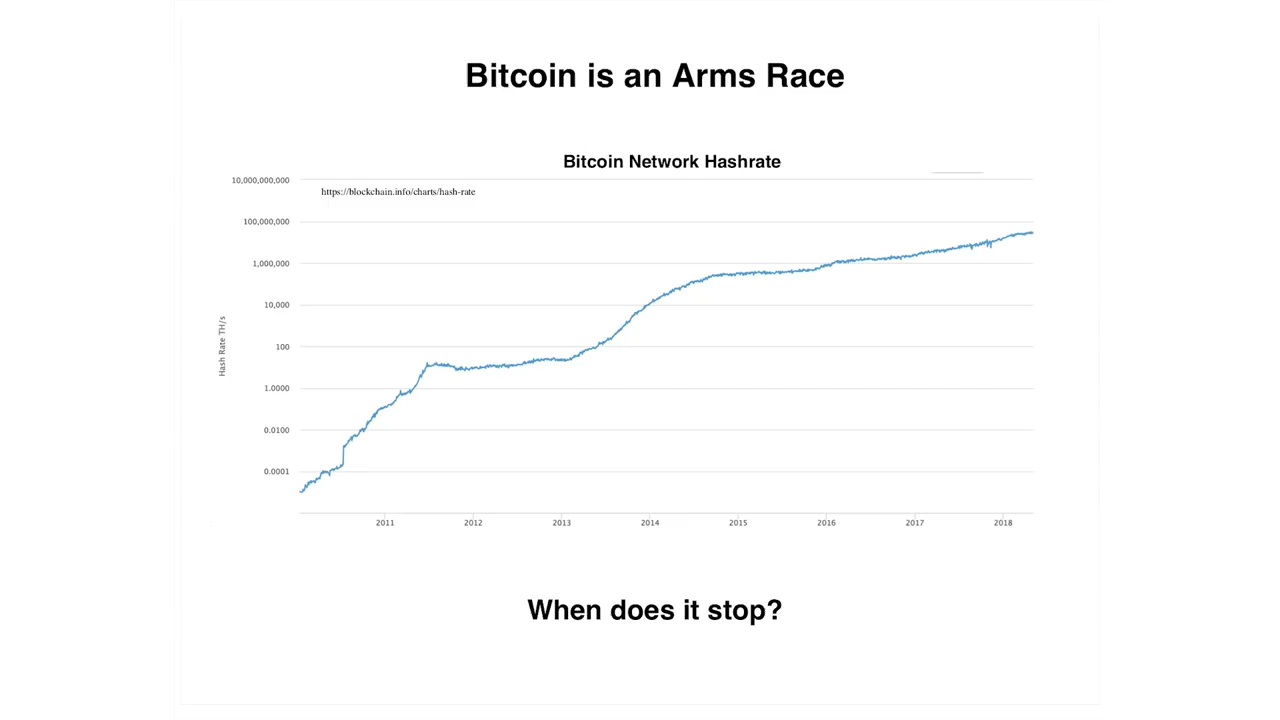 Bitcoin is an Arms Race
Bitcoin Network Hashrate
https://blockchain.info/charts/hash-rate
10,000,000,000
100,000,000
1,000,000
10,000
100
1.0000
0.0100
0.0001
Hash Rate TH/s
2011 2012 2013 2014 2015 2016 2017 2018
When does it stop?